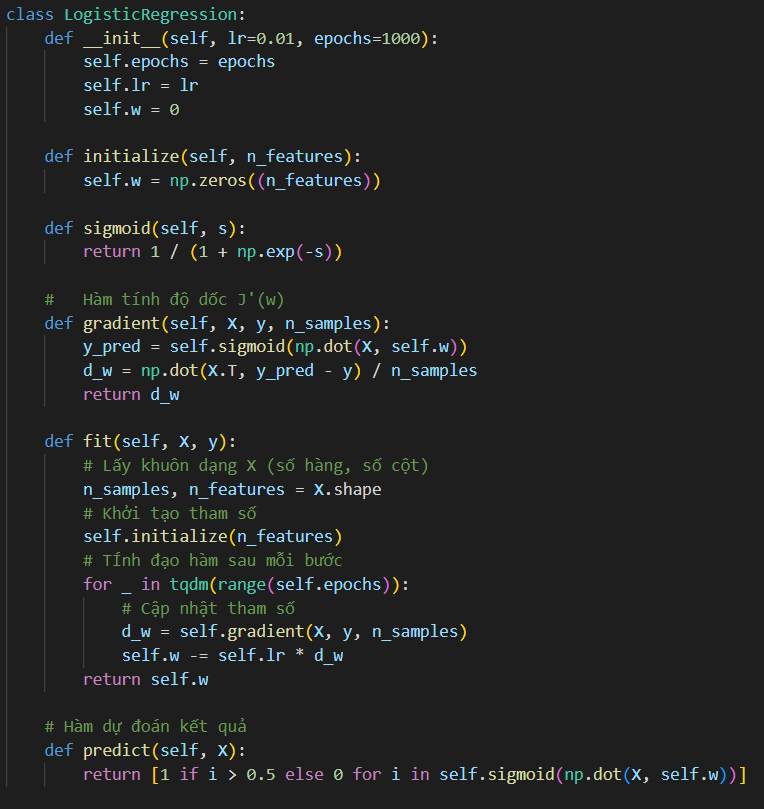 class LogisticRegression:
    def __init__(self, lr=0.01, epochs=1000):
        self.epochs = epochs
        self.lr = lr
        self.w = 0
    def initialize(self, n_features):
        self.w = np.zeros((n_features))
    def sigmoid(self, s):
        return 1 / (1 + np.exp(-s))
    #   Hàm tính độ dốc J'(w)
    def gradient(self, X, y, n_samples):
        y_pred = self.sigmoid(np.dot(X, self.w))
        d_w = np.dot(X.T, y_pred - y) / n_samples
        return d_w
    def fit(self, X, y):
        # Lấy khuôn dạng X (số hàng, số cột)
        n_samples, n_features = X.shape
        # Khởi tạo tham số
        self.initialize(n_features)
        # TÍnh đạo hàm sau mỗi bước
        for _ in tqdm(range(self.epochs)):
            # Cập nhật tham số
            d_w = self.gradient(X, y, n_samples)
            self.w -= self.lr * d_w
        return self.w
    # Hàm dự đoán kết quả
    def predict(self, X):
        return [1 if i > 0.5 else 0 for i in self.sigmoid(np.dot(X, self.w))]